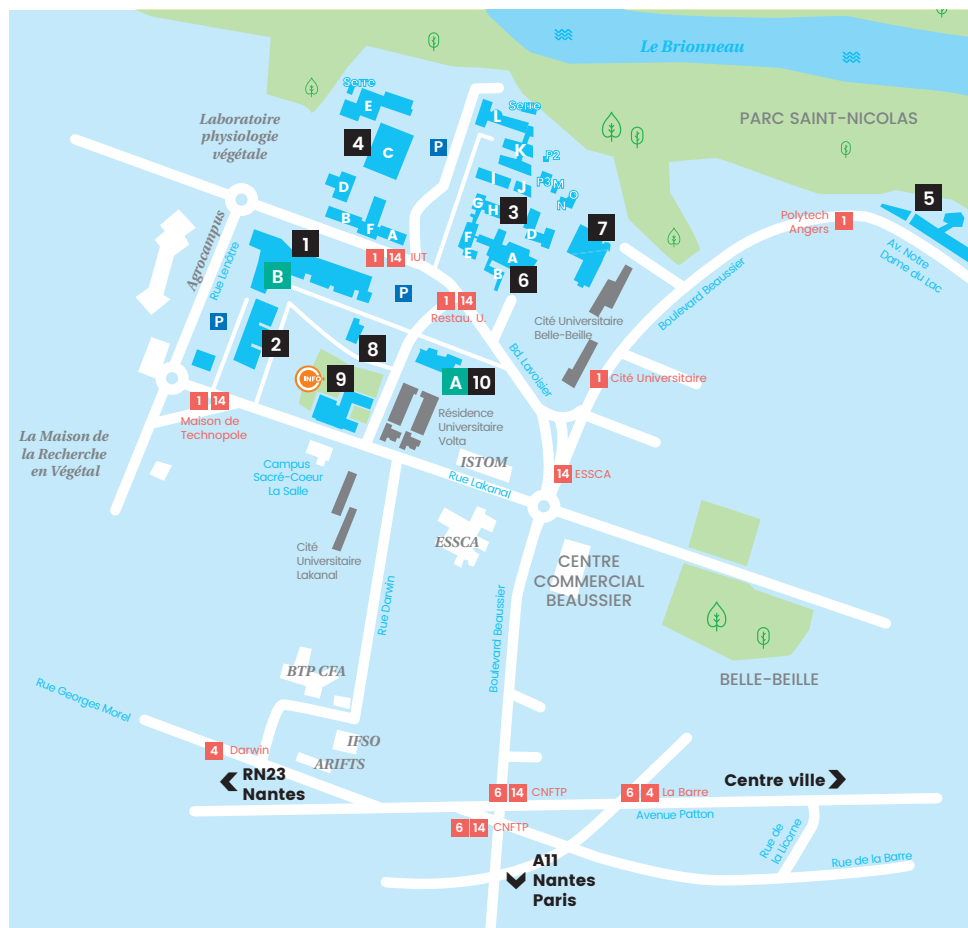 Le Brionneau
PARC SAINT-NICOLAS
Serre
E
4
C
P
Laboratoire
physiologie
végétale
D
B
F
A
Serre
L
K
P2
I
J
P3
M
O
N
G
H
3
D
F
E
A
B
6
7
5
Polytech
Angers
1
Av. Notre
Dame du Lac
Boulevard Beaussier
Agrocampus
Rue Lenôtre
1
B
1 14 IUT
P
1 14
Restau. U.
Cité Universitaire
Belle-Beille
P
2
8
Bd. Lavoisier
INFO
9
A 10
1 Cité Universitaire
1 14
Maison de
Technopole
Résidence
Universitaire
Volta
La Maison de
la Recherche
en Végétal
Campus
Sacré-Coeur
La Salle
ISTOM
Rue Lakanal
14 ESSCA
Cité
Universitaire
Lakanal
ESSCA
CENTRE
COMMERCIAL
BEAUSSIER
Rue Darwin
Boulevard Beaussier
BTP CFA
BELLE-BEILLE
Rue Georges Morel
IFSO
ARIFTS
4 Darwin
RN23
Nantes
Centre ville
6 14 CNFTP
6 4 La Barre
Avenue Patton
6 14 CNFTP
Rue de
la Licorne
Rue de la Barre
A11
Nantes
Paris